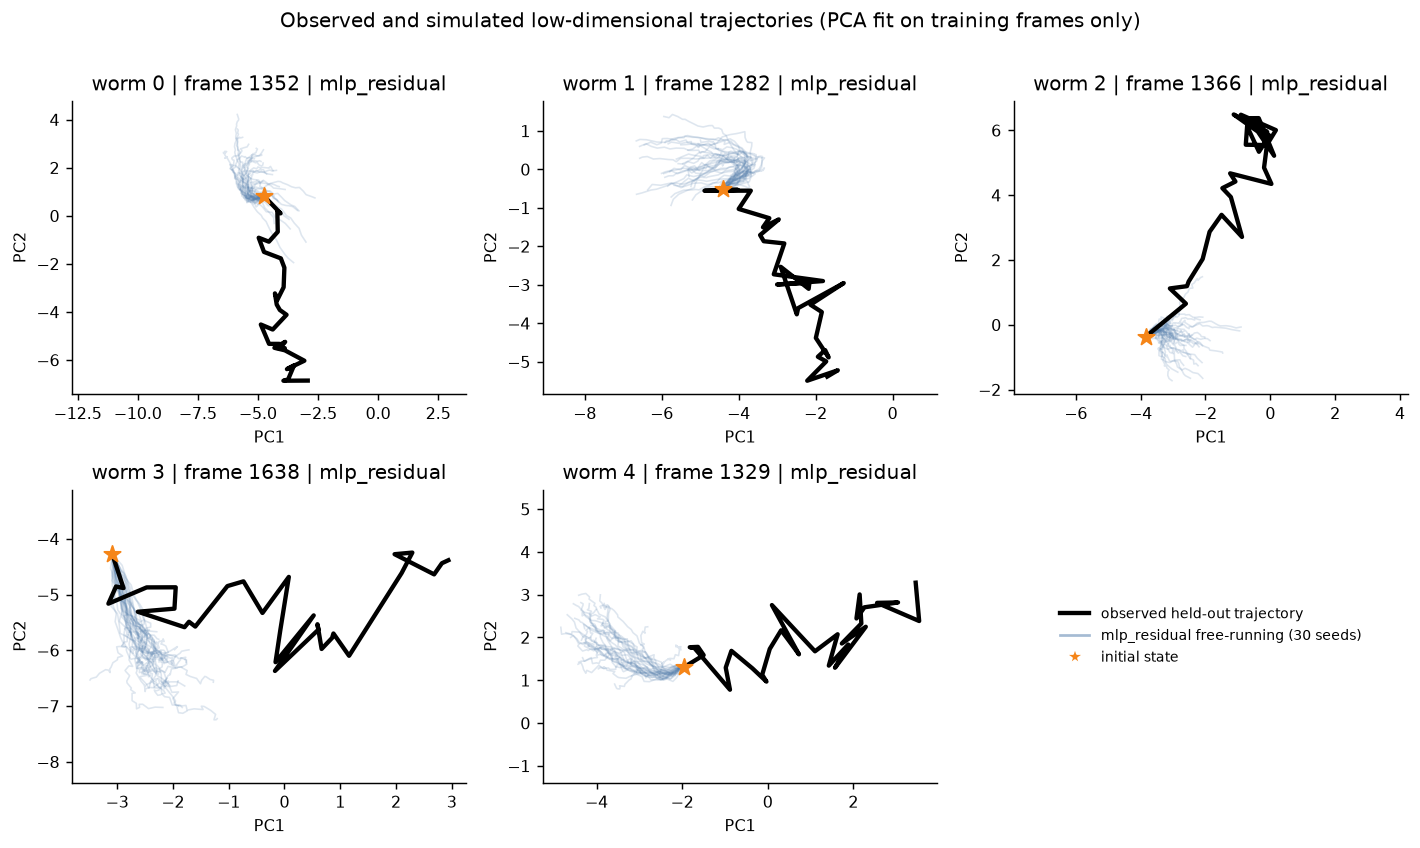 Observed and simulated low-dimensional trajectories (PCA fit on training frames only)
worm 0 | frame 1352 | mlp_residual
4
2
0
−2
−4
−6
PC2
−12.5 −10.0 −7.5 −5.0 −2.5 0.0 2.5
PC1
worm 1 | frame 1282 | mlp_residual
1
0
−1
−2
−3
−4
−5
PC2
−8 −6 −4 −2 0
PC1
worm 2 | frame 1366 | mlp_residual
6
4
2
0
−2
PC2
−6 −4 −2 0 2 4
PC1
worm 3 | frame 1638 | mlp_residual
−4
−5
−6
−7
−8
PC2
−3 −2 −1 0 1 2 3
PC1
worm 4 | frame 1329 | mlp_residual
5
4
3
2
1
0
−1
PC2
−4 −2 0 2
PC1
observed held-out trajectory
mlp_residual free-running (30 seeds)
initial state